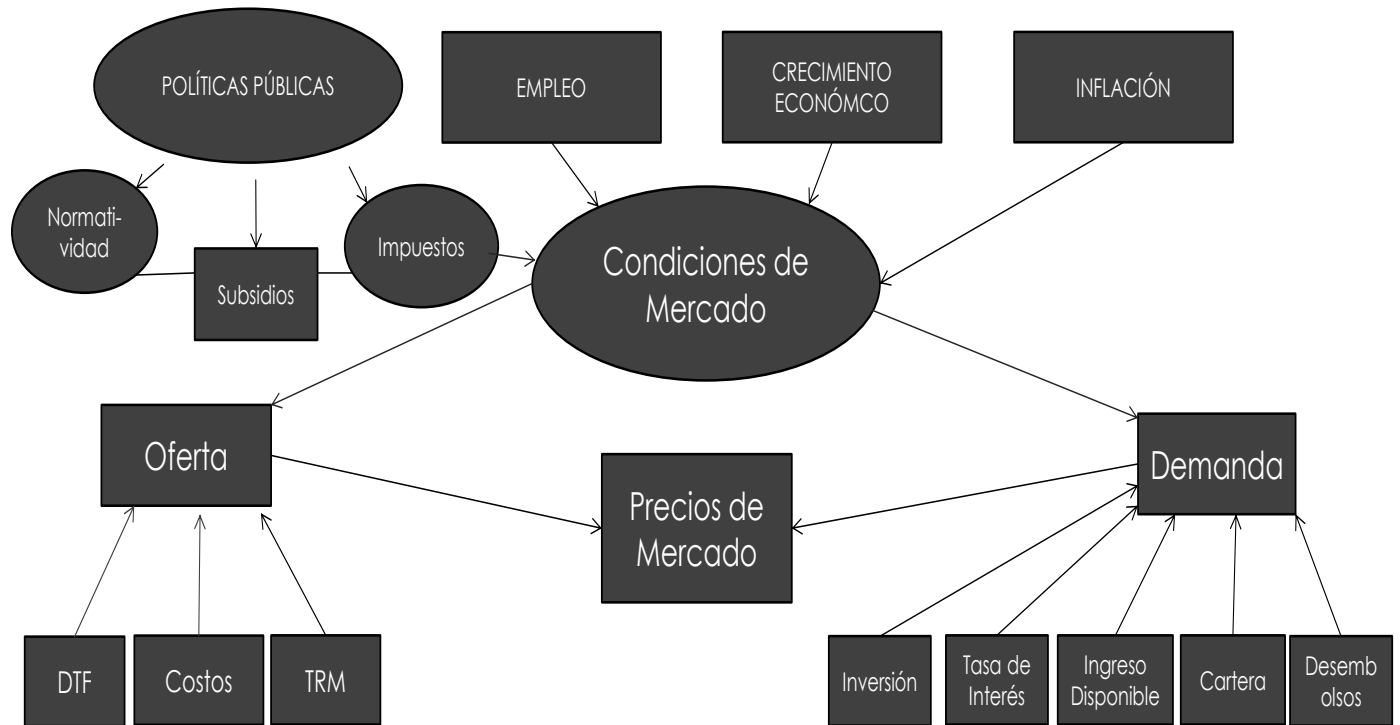 POLÍTICAS PÚBLICAS
EMPLEO
CRECIMIENTO
ECONÓMCO
INFLACIÓN
Normati-
vidad
Subsidios
Impuestos
Condiciones de
Mercado
Oferta
Precios de
Mercado
Demanda
DTF
Costos
TRM
Inversión
Tasa de
Interés
Ingreso
Disponible
Cartera
Desemb
olsos